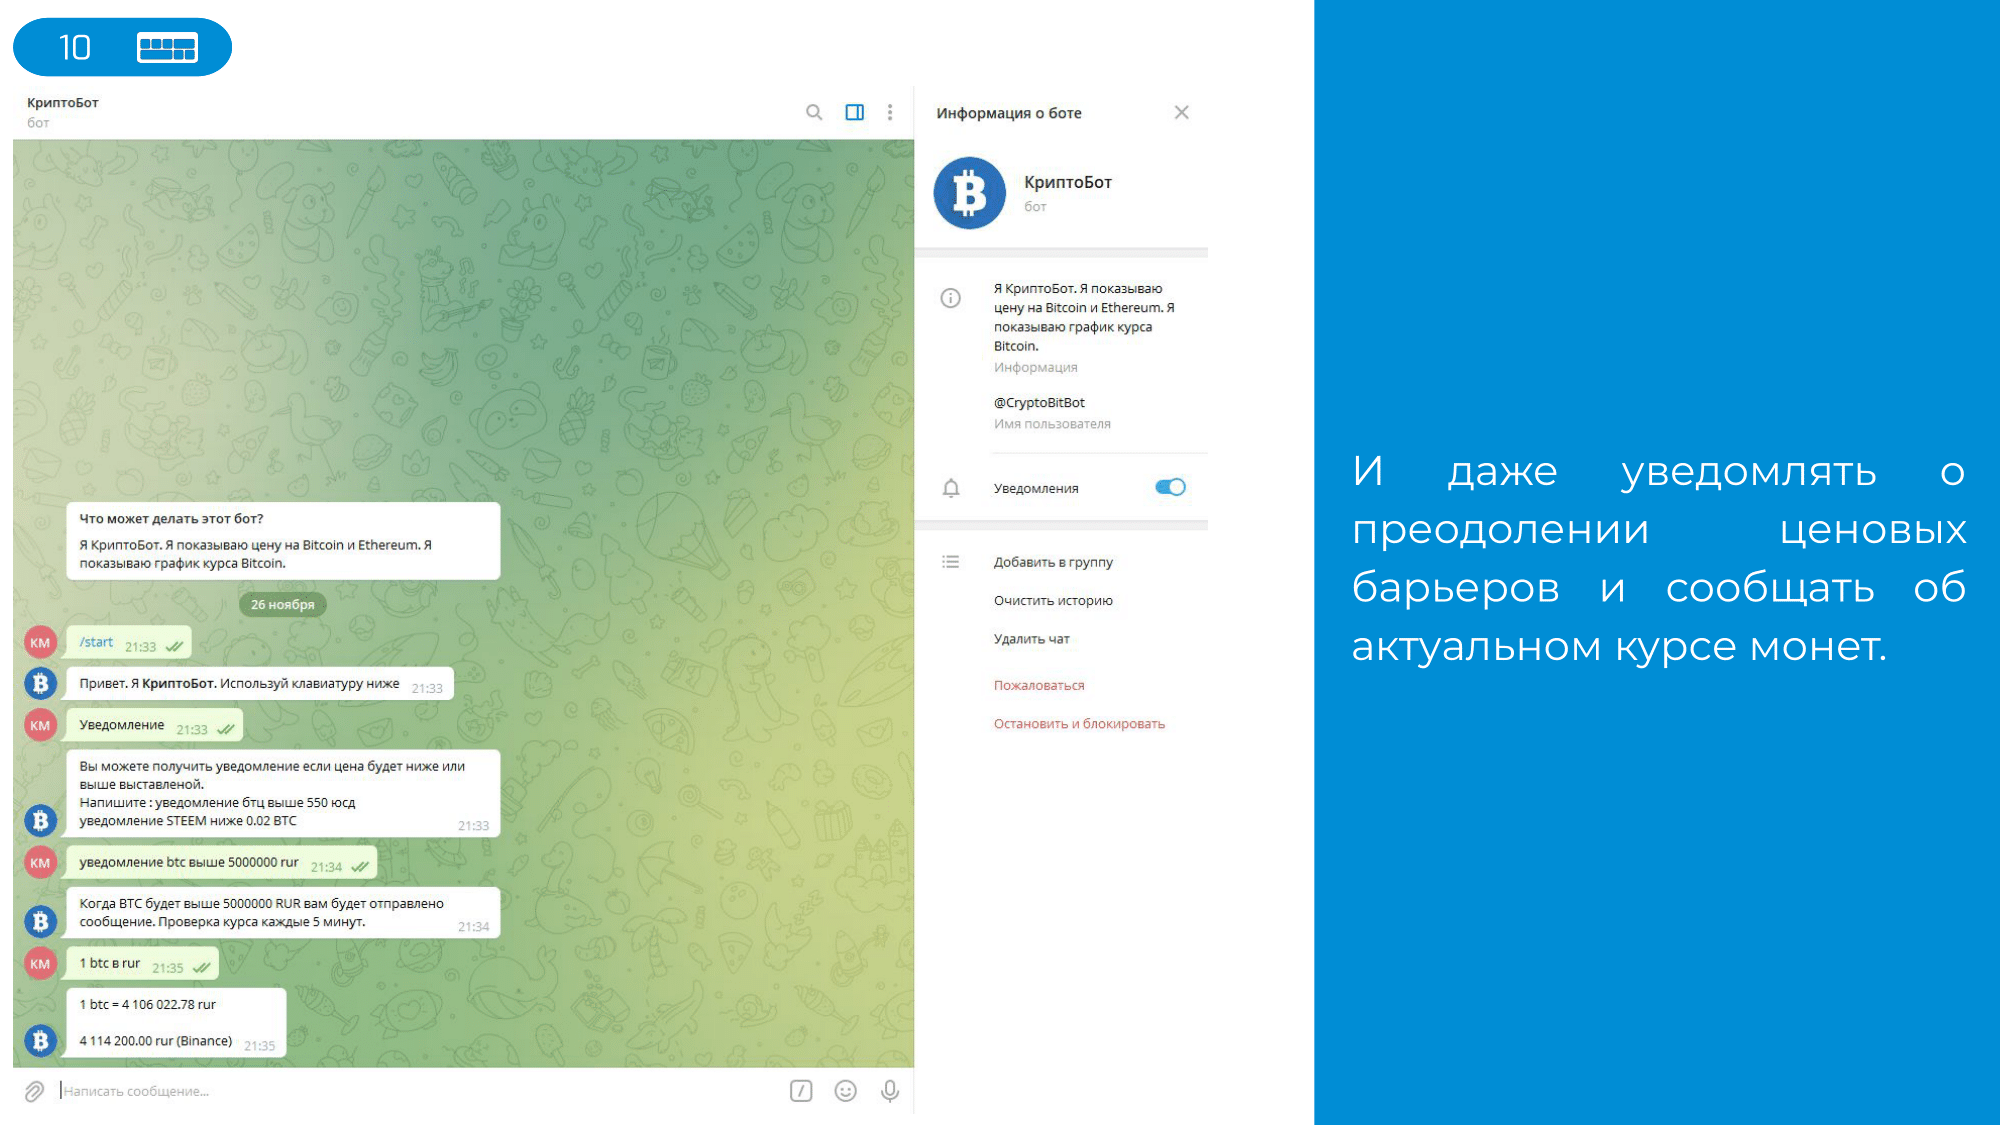 10
КриптоБот
бот
Что может делать этот бот?
Я КриптоБот. Я показываю цену на Bitcoin и Ethereum. Я
показываю график курса Bitcoin.
26 ноября
КМ
/start 21:33
Привет. Я КриптоБот. Используй клавиатуру ниже 21:33
КМ
Уведомление 21:33
Вы можете получить уведомление если цена будет ниже или
выше выставленой.
Напишите : уведомление бтц выше 550 юсд
уведомление STEEM ниже 0.02 BTC 21:33
КМ
уведомление btc выше 5000000 rur 21:34
Когда BTC будет выше 5000000 RUR вам будет отправлено
сообщение. Проверка курса каждые 5 минут. 21:34
КМ
1 btc в rur 21:35
1 btc = 4 106 022.78 rur
4 114 200.00 rur (Binance) 21:35
Написать сообщение...
Информация о боте
КриптоБот
бот
Я КриптоБот. Я показываю
цену на Bitcoin и Ethereum. Я
показываю график курса
Bitcoin.
Информация
@CryptoBitBot
Имя пользователя
Уведомления
Добавить в группу
Очистить историю
Удалить чат
Пожаловаться
Остановить и блокировать
И даже уведомлять о
преодолении ценовых
барьеров и сообщать об
актуальном курсе монет.